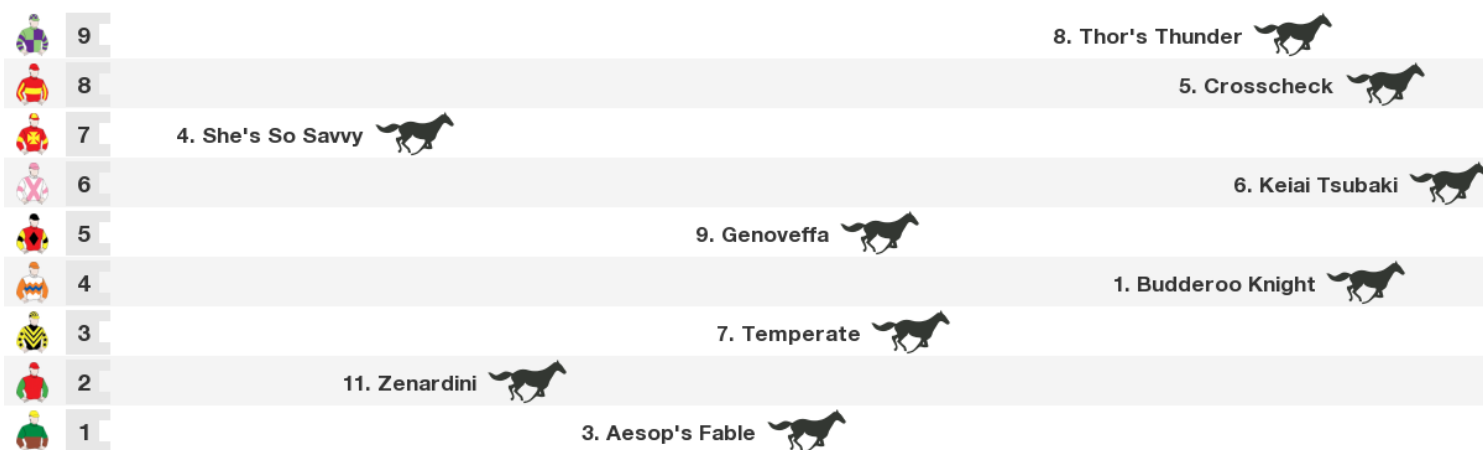 9 8. Thor's Thunder
8 5. Crosscheck
7 4. She's So Savvy
6 6. Keiai Tsubaki
5 9. Genoveffa
4 1. Budderoo Knight
3 7. Temperate
2 11. Zenardini
1 3. Aesop's Fable